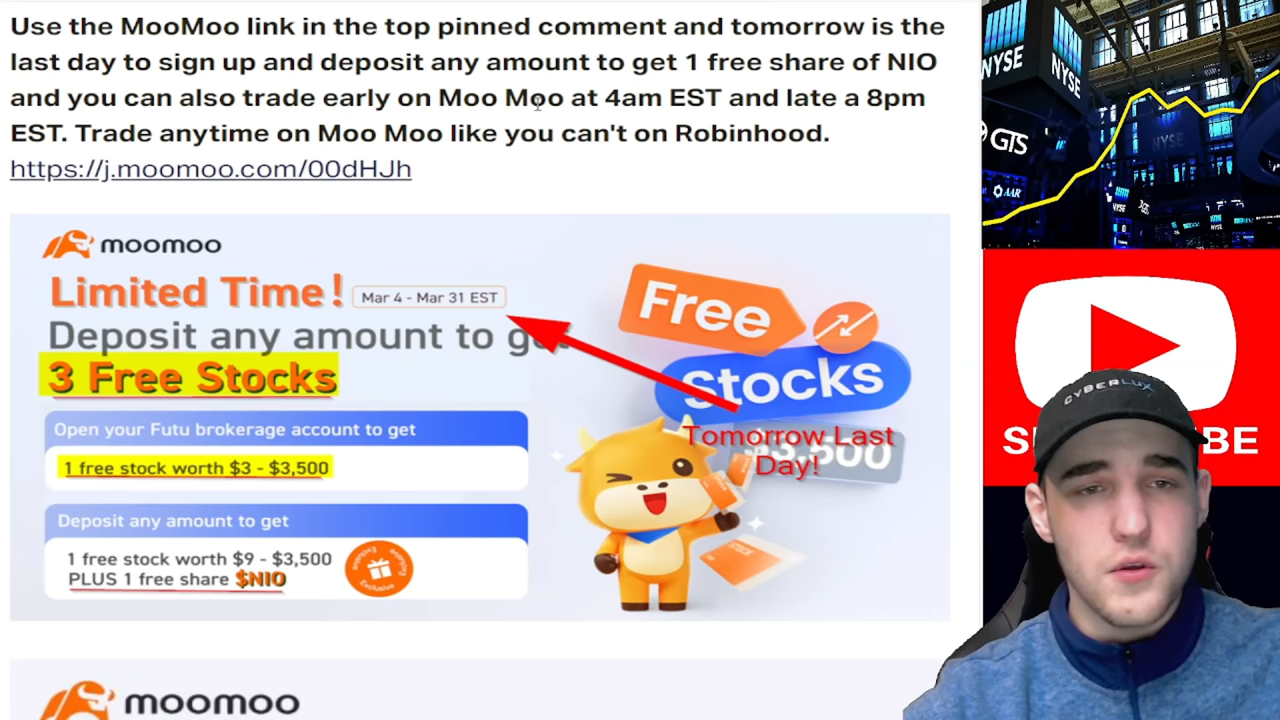 Use the MooMoo link in the top pinned comment and tomorrow is the
last day to sign up and deposit any amount to get 1 free share of NIO
and you can also trade early on Moo Moo at 4am EST and late a 8pm
EST. Trade anytime on Moo Moo like you can't on Robinhood.
https://j.moomoo.com/00dHJh
moomoo
Limited Time!
Mar 4 - Mar 31 EST
Deposit any amount to
3 Free Stocks
Open your Futu brokerage account to get
1 free stock worth $3 - $3,500
Deposit any amount to get
1 free stock worth $9 - $3,500
PLUS 1 free share $NIO
Exclusive
Free
Stocks
$3,500
Tomorrow Last
Day!
moomoo
NYSE
NYSE
NYSE
GTS
AAR
NYSE
BE
CYBERLUX